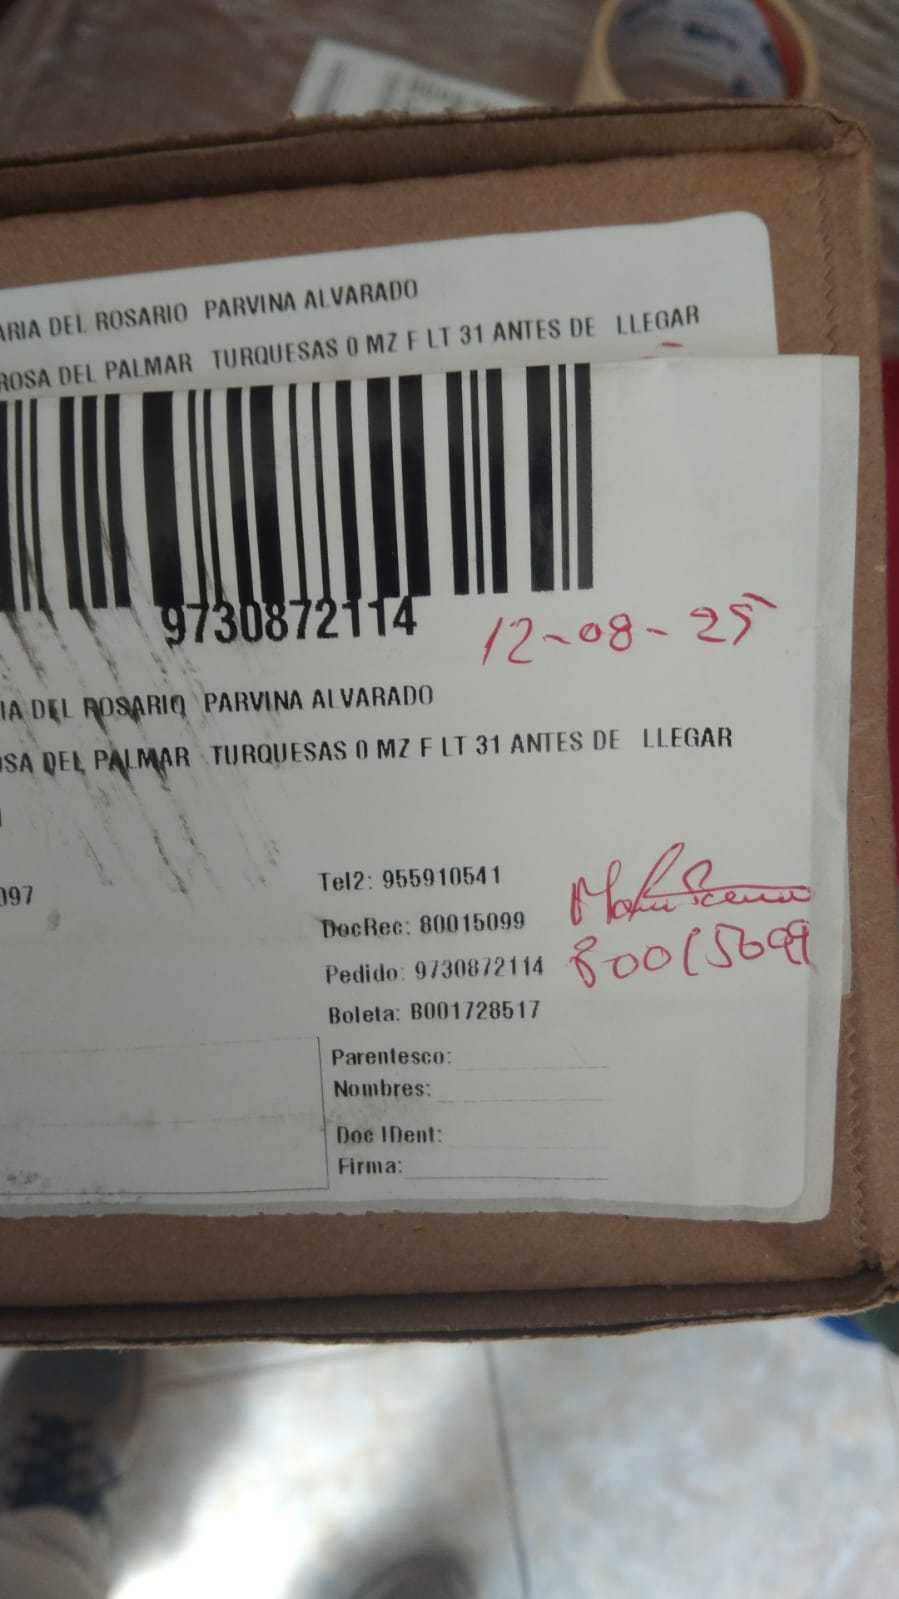 ARIA DEL ROSARIO PARVINA ALVARADO
ROSA DEL PALMAR TURQUESAS 0 MZ F LT 31 ANTES DE LLEGAR
9730872114
12-08-25
IA DEL ROSARIO PARVINA ALVARADO
OSA DEL PALMAR TURQUESAS 0 MZ F LT 31 ANTES DE LLEGAR
097
Tel2: 955910541
DocRec: 80015099
80015099
Pedido: 9730872114
Boleta: B001728517
Parentesco:
Nombres:
Doc IDent:
Firma: